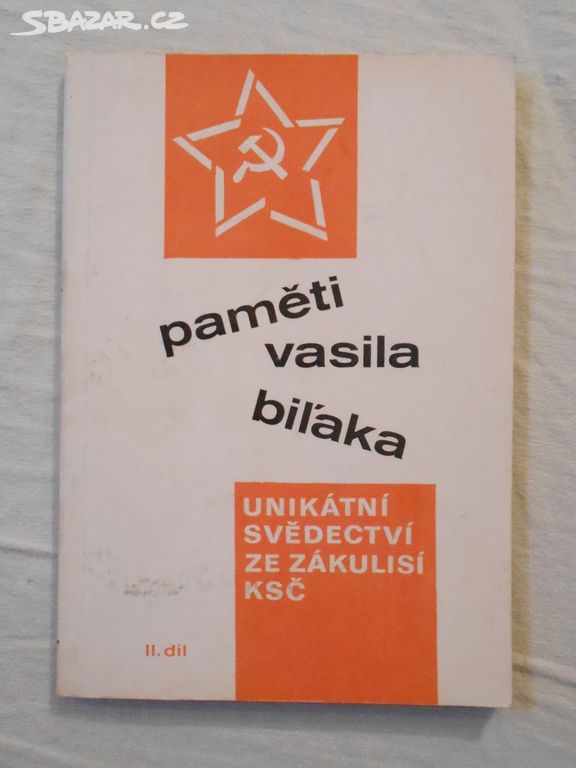 SBAZAR.CZ
paměti
vasila
biľaka
UNIKÁTNÍ
SVĚDECTVÍ
ZE ZÁKULISÍ
KSČ
II. díl